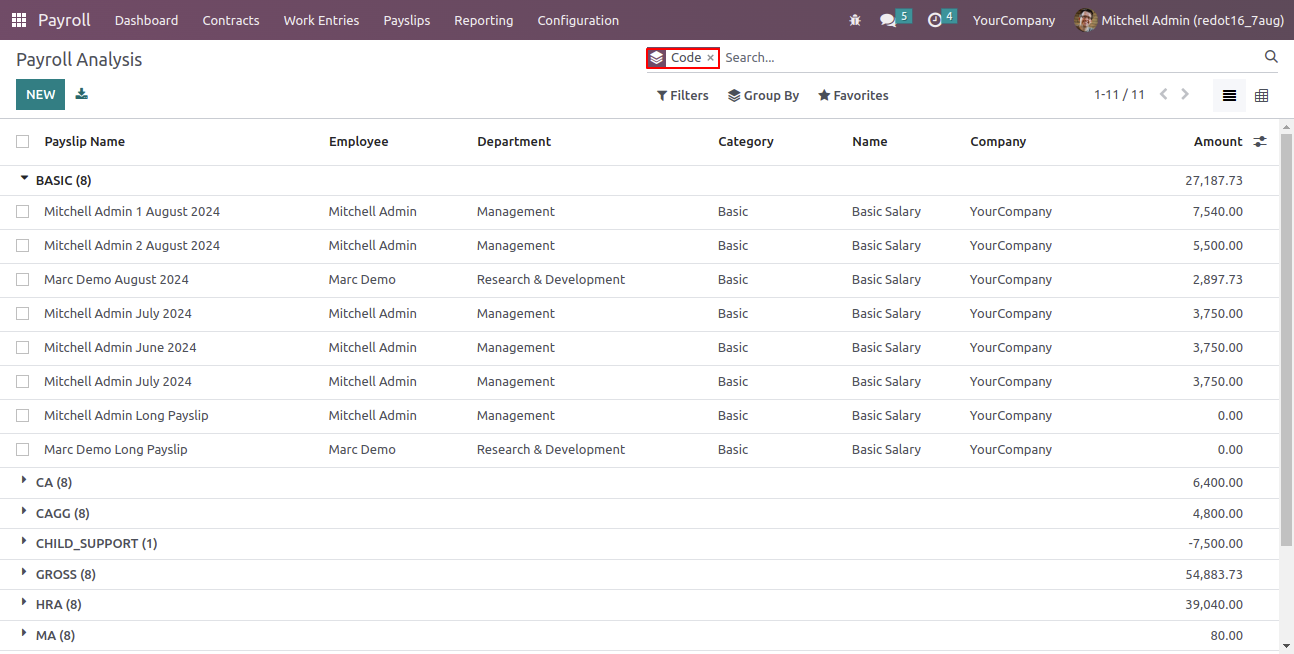 Payroll Dashboard Contracts Work Entries Payslips Reporting Configuration 5 4 YourCompany Mitchell Admin (redot16_7aug)
Payroll Analysis Code × Search...
NEW Filters Group By Favorites 1-11 / 11
Payslip Name Employee Department Category Name Company Amount
BASIC (8) 27,187.73
Mitchell Admin 1 August 2024 Mitchell Admin Management Basic Basic Salary YourCompany 7,540.00
Mitchell Admin 2 August 2024 Mitchell Admin Management Basic Basic Salary YourCompany 5,500.00
Marc Demo August 2024 Marc Demo Research & Development Basic Basic Salary YourCompany 2,897.73
Mitchell Admin July 2024 Mitchell Admin Management Basic Basic Salary YourCompany 3,750.00
Mitchell Admin June 2024 Mitchell Admin Management Basic Basic Salary YourCompany 3,750.00
Mitchell Admin July 2024 Mitchell Admin Management Basic Basic Salary YourCompany 3,750.00
Mitchell Admin Long Payslip Mitchell Admin Management Basic Basic Salary YourCompany 0.00
Marc Demo Long Payslip Marc Demo Research & Development Basic Basic Salary YourCompany 0.00
CA (8) 6,400.00
CAGG (8) 4,800.00
CHILD_SUPPORT (1) -7,500.00
GROSS (8) 54,883.73
HRA (8) 39,040.00
MA (8) 80.00